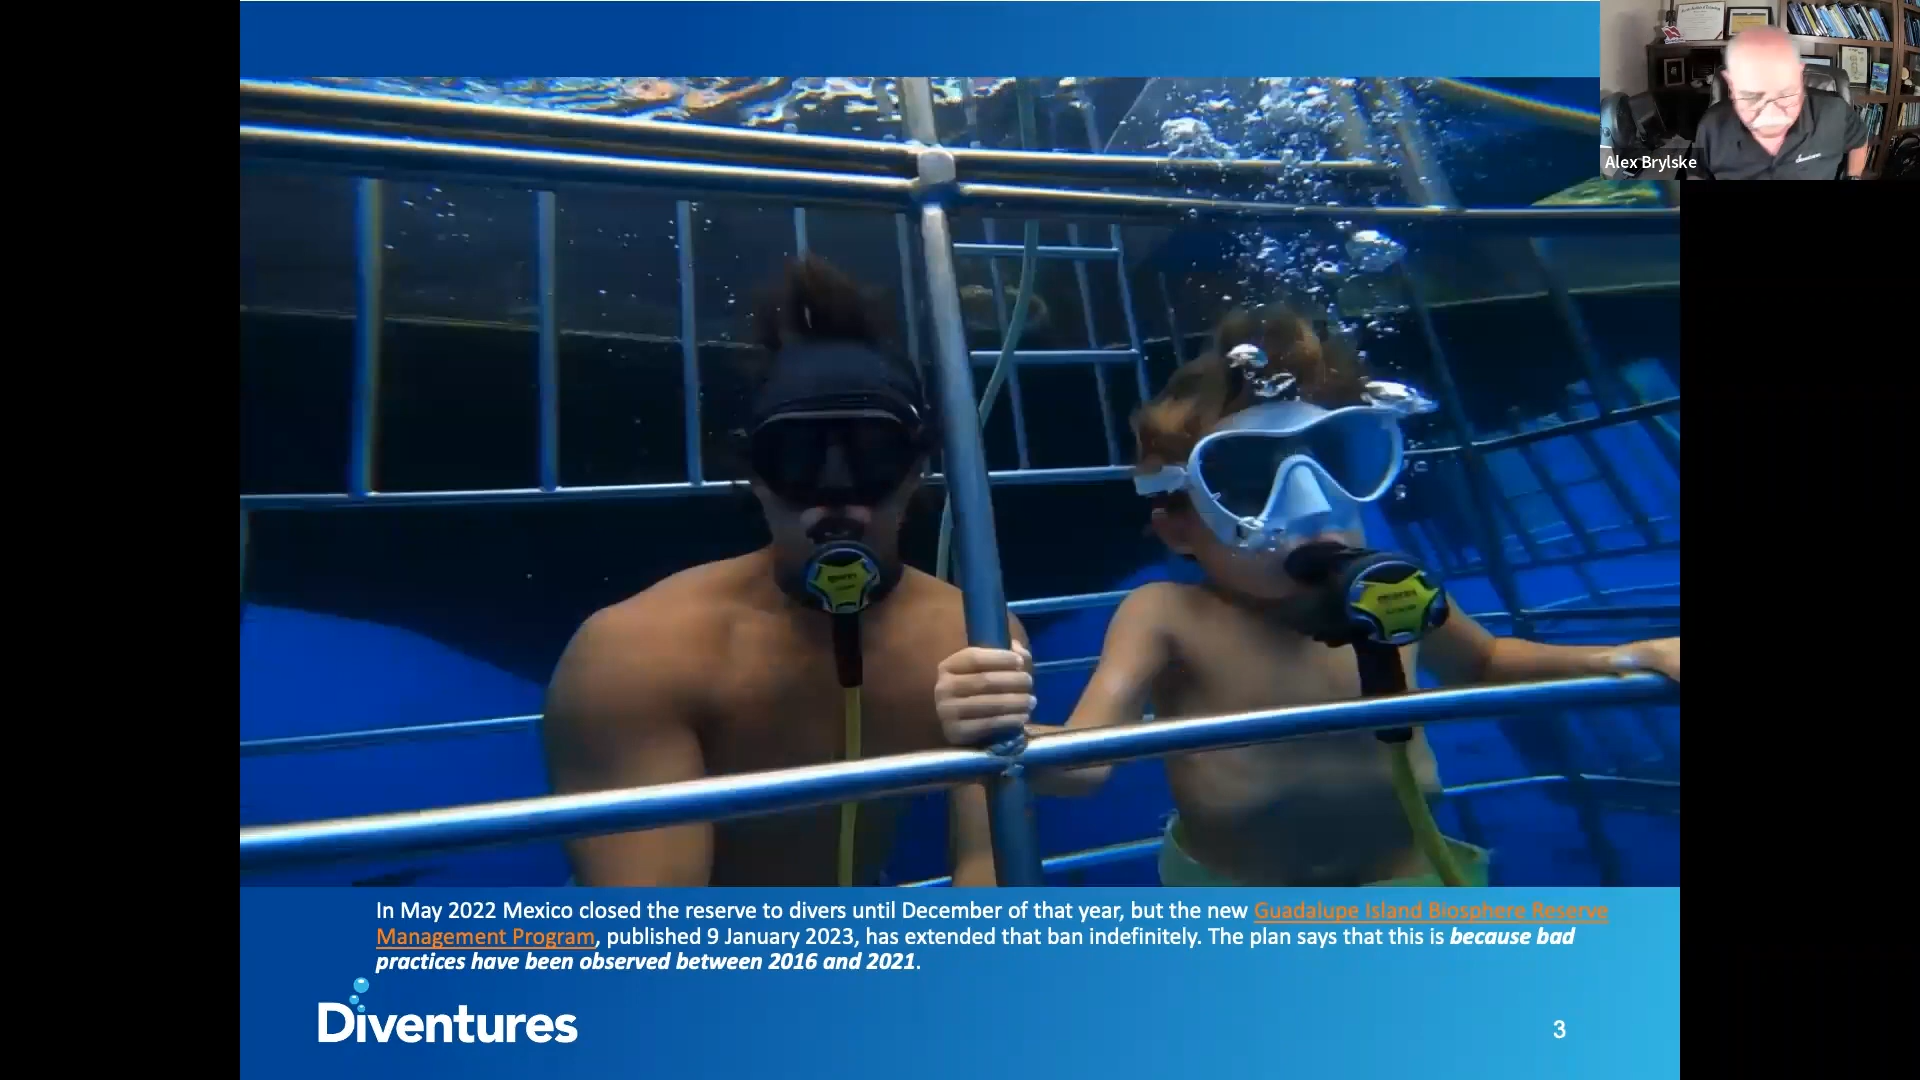 Alex Brylske
In May 2022 Mexico closed the reserve to divers until December of that year, but the new Guadalupe Island Biosphere Reserve
Management Program, published 9 January 2023, has extended that ban indefinitely. The plan says that this is because bad
practices have been observed between 2016 and 2021.
Diventures
3